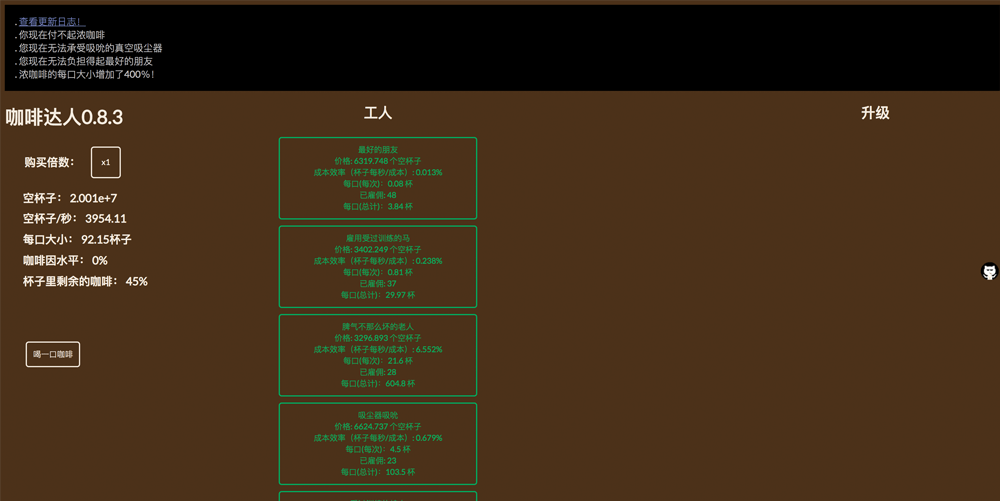 . 查看更新日志!
. 你现在付不起浓咖啡
. 您现在无法承受吸吮的真空吸尘器
. 您现在无法负担得起最好的朋友
. 浓咖啡的每口大小增加了400%!
咖啡达人0.8.3
购买倍数:
x1
空杯子: 2.001e+7
空杯子/秒: 3954.11
每口大小: 92.15杯子
咖啡因水平: 0%
杯子里剩余的咖啡: 45%
喝一口咖啡
工人
最好的朋友
价格: 6319.748 个空杯子
成本效率(杯子每秒/成本): 0.013%
每口(每次): 0.08 杯
已雇佣: 48
每口(总计): 3.84 杯
雇用受过训练的马
价格: 3402.249 个空杯子
成本效率(杯子每秒/成本): 0.238%
每口(每次): 0.81 杯
已雇佣: 37
每口(总计): 29.97 杯
脾气不那么坏的老人
价格: 3296.893 个空杯子
成本效率(杯子每秒/成本): 6.552%
每口(每次): 21.6 杯
已雇佣: 28
每口(总计): 604.8 杯
吸尘器吸吮
价格: 6624.737 个空杯子
成本效率(杯子每秒/成本): 0.679%
每口(每次): 4.5 杯
已雇佣: 23
每口(总计): 103.5 杯
升级